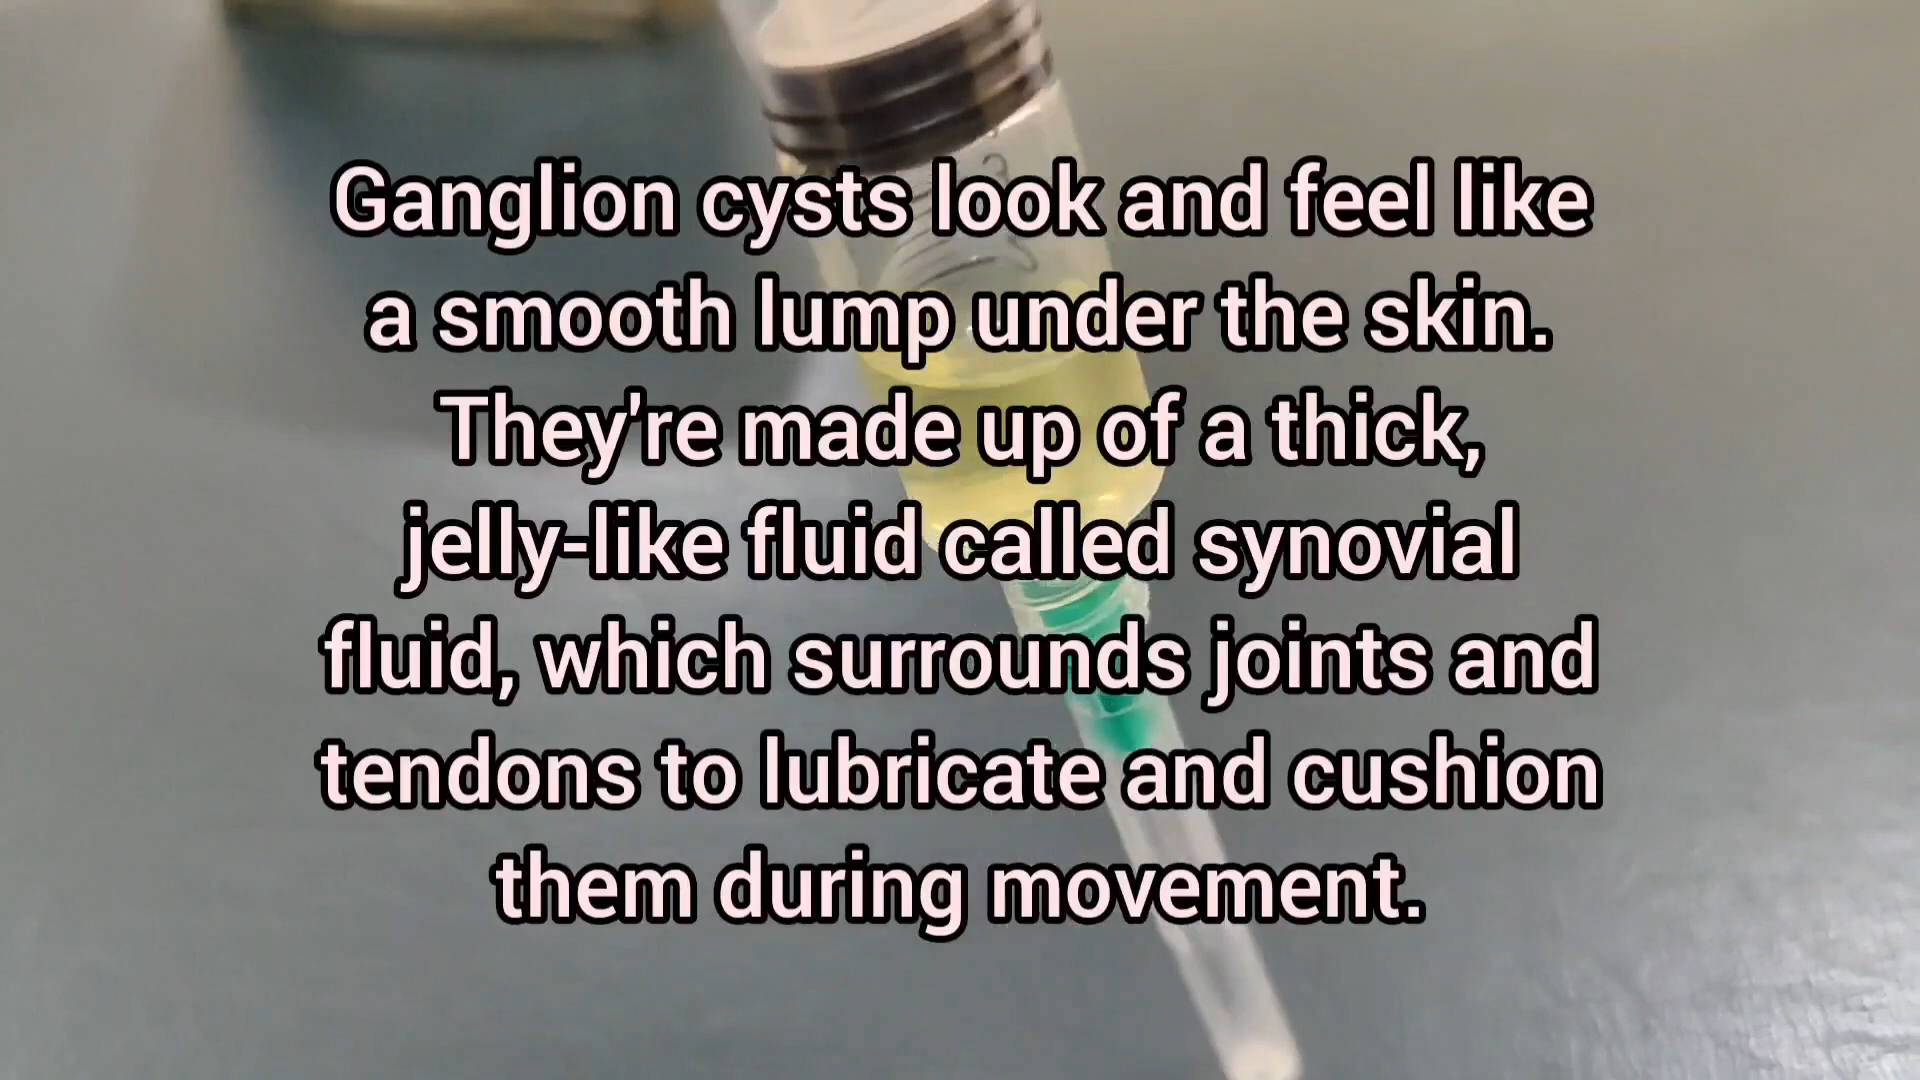 Ganglion cysts look and feel like
a smooth lump under the skin.
They're made up of a thick,
jelly-like fluid called synovial
fluid, which surrounds joints and
tendons to lubricate and cushion
them during movement.